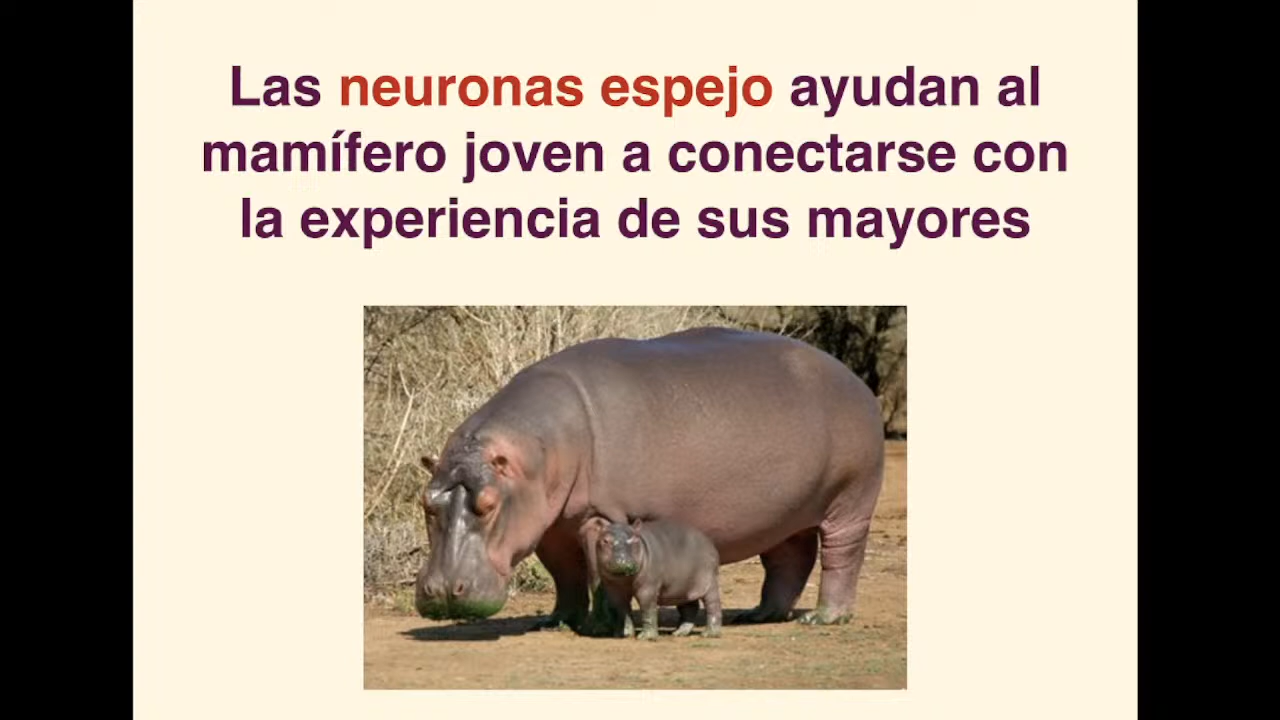 Las neuronas espejo ayudan al
mamífero joven a conectarse con
la experiencia de sus mayores